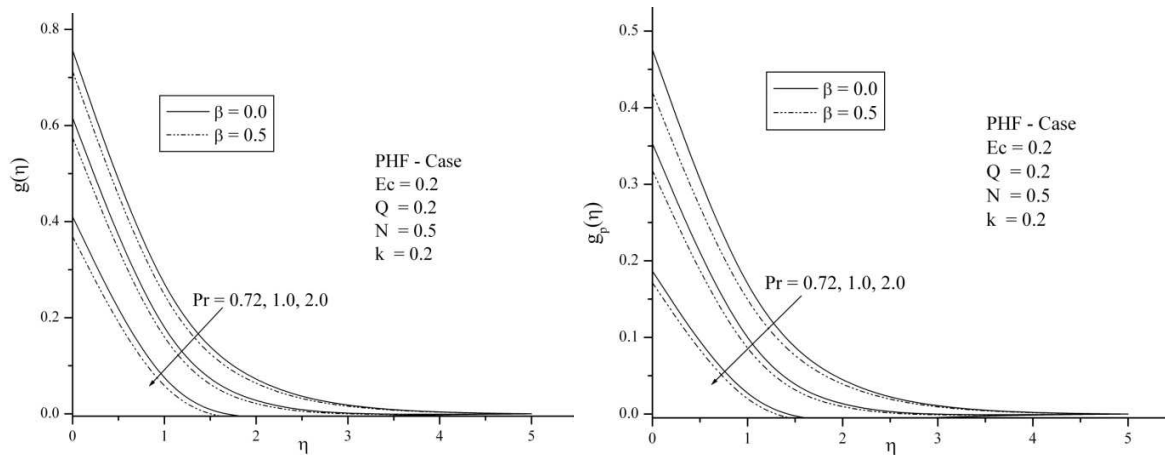 0.8
0.6
0.4
0.2
0.0
g(η)
β = 0.0
β = 0.5
PHF - Case
Ec = 0.2
Q = 0.2
N = 0.5
k = 0.2
Pr = 0.72, 1.0, 2.0
0 1 2 3 4 5
η
0.5
0.4
0.3
0.2
0.1
0.0
gₚ(η)
β = 0.0
β = 0.5
PHF - Case
Ec = 0.2
Q = 0.2
N = 0.5
k = 0.2
Pr = 0.72, 1.0, 2.0
0 1 2 3 4 5
η